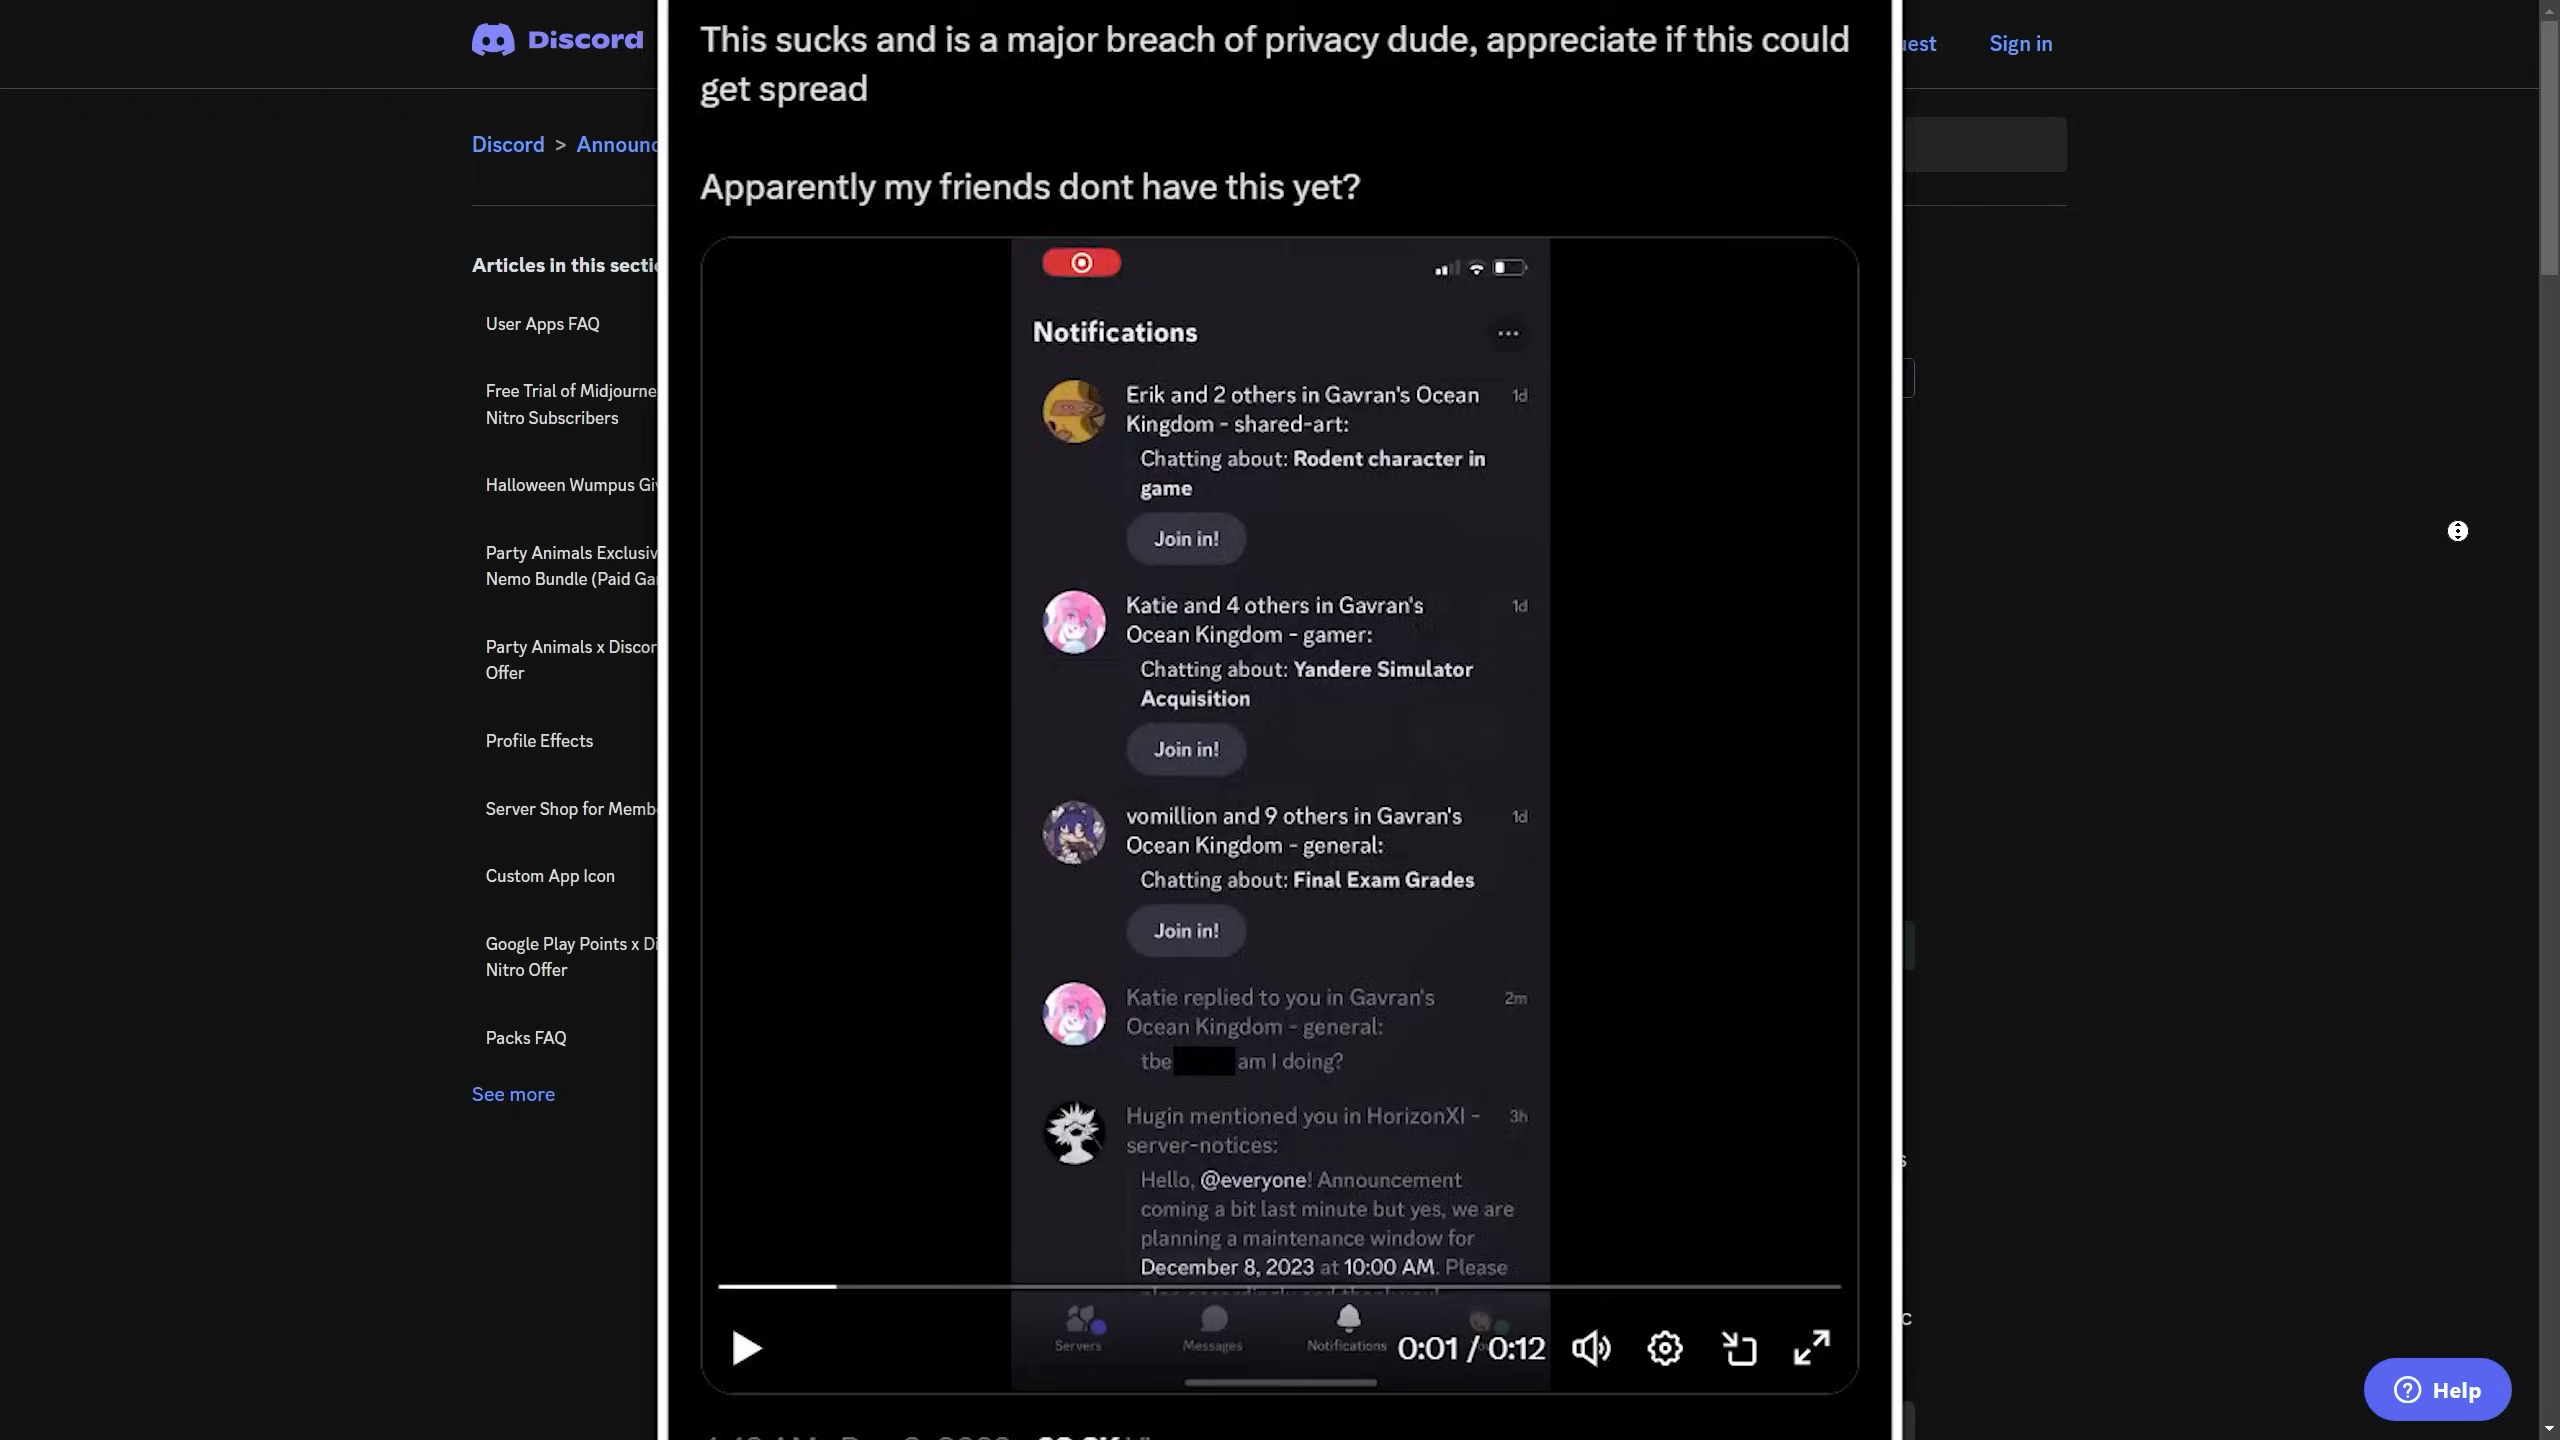 Discord
Discord > Announc
Articles in this secti
User Apps FAQ
Free Trial of Midjourne
Nitro Subscribers
Halloween Wumpus Gi
Party Animals Exclusiv
Nemo Bundle (Paid Ga
Party Animals x Discor
Offer
Profile Effects
Server Shop for Memb
Custom App Icon
Google Play Points x Di
Nitro Offer
Packs FAQ
See more
This sucks and is a major breach of privacy dude, appreciate if this could
get spread
Apparently my friends dont have this yet?
Notifications
Erik and 2 others in Gavran's Ocean 1d
Kingdom - shared-art:
Chatting about: Rodent character in
game
Join in!
Katie and 4 others in Gavran's 1d
Ocean Kingdom - gamer:
Chatting about: Yandere Simulator
Acquisition
Join in!
vomillion and 9 others in Gavran's 1d
Ocean Kingdom - general:
Chatting about: Final Exam Grades
Join in!
Katie replied to you in Gavran's 2m
Ocean Kingdom - general:
tbe am I doing?
Hugin mentioned you in HorizonXI - 3h
server-notices:
Hello, @everyone! Announcement
coming a bit last minute but yes, we are
planning a maintenance window for
December 8, 2023 at 10:00 AM. Please
Servers Messages Notifications
0:01 / 0:12
uest Sign in
Help